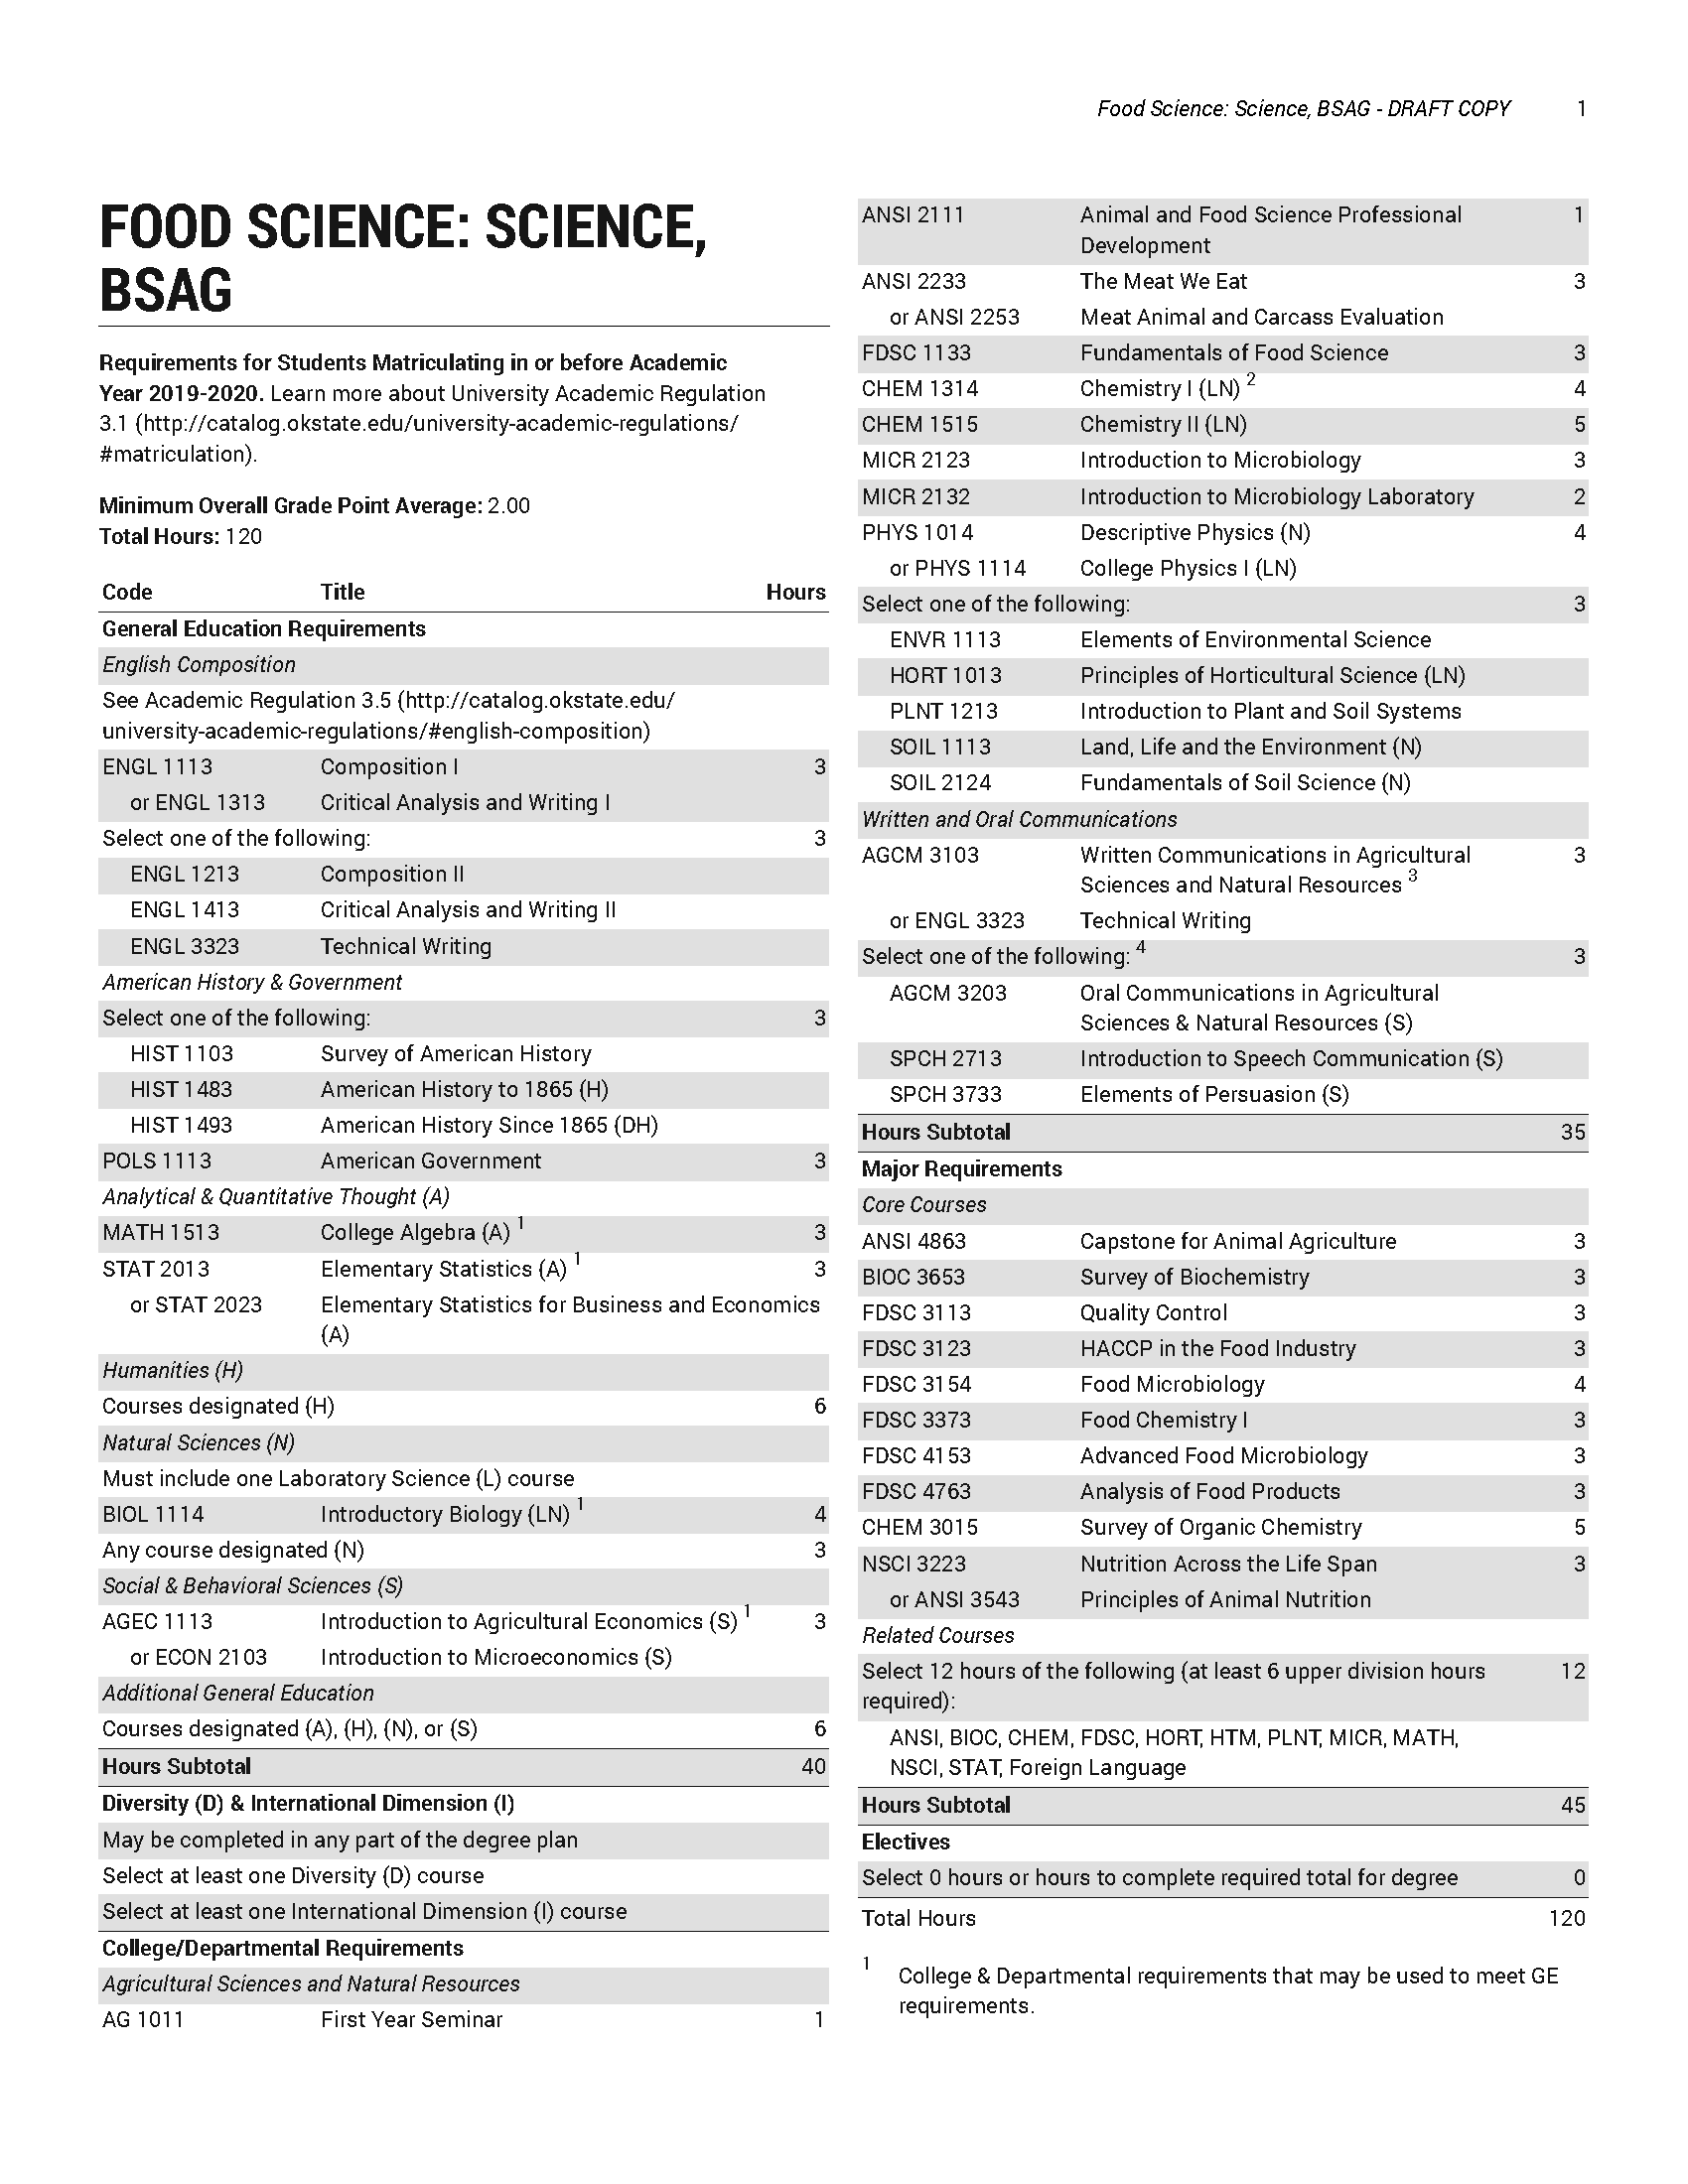 Food Science: Science, BSAG - DRAFT COPY 1
FOOD SCIENCE: SCIENCE,
BSAG
Requirements for Students Matriculating in or before Academic
Year 2019-2020. Learn more about University Academic Regulation
3.1 (http://catalog.okstate.edu/university-academic-regulations/
#matriculation).
Minimum Overall Grade Point Average: 2.00
Total Hours: 120
Code Title Hours
General Education Requirements
English Composition
See Academic Regulation 3.5 (http://catalog.okstate.edu/
university-academic-regulations/#english-composition)
ENGL 1113 Composition I 3
or ENGL 1313 Critical Analysis and Writing I
Select one of the following: 3
ENGL 1213 Composition II
ENGL 1413 Critical Analysis and Writing II
ENGL 3323 Technical Writing
American History & Government
Select one of the following: 3
HIST 1103 Survey of American History
HIST 1483 American History to 1865 (H)
HIST 1493 American History Since 1865 (DH)
POLS 1113 American Government 3
Analytical & Quantitative Thought (A)
MATH 1513 College Algebra (A) 1 3
STAT 2013 Elementary Statistics (A) 1 3
or STAT 2023 Elementary Statistics for Business and Economics
(A)
Humanities (H)
Courses designated (H) 6
Natural Sciences (N)
Must include one Laboratory Science (L) course
BIOL 1114 Introductory Biology (LN) 1 4
Any course designated (N) 3
Social & Behavioral Sciences (S)
AGEC 1113 Introduction to Agricultural Economics (S) 1 3
or ECON 2103 Introduction to Microeconomics (S)
Additional General Education
Courses designated (A), (H), (N), or (S) 6
Hours Subtotal 40
Diversity (D) & International Dimension (I)
May be completed in any part of the degree plan
Select at least one Diversity (D) course
Select at least one International Dimension (I) course
College/Departmental Requirements
Agricultural Sciences and Natural Resources
AG 1011 First Year Seminar 1
ANSI 2111 Animal and Food Science Professional 1
Development
ANSI 2233 The Meat We Eat 3
or ANSI 2253 Meat Animal and Carcass Evaluation
FDSC 1133 Fundamentals of Food Science 3
CHEM 1314 Chemistry I (LN) 2 4
CHEM 1515 Chemistry II (LN) 5
MICR 2123 Introduction to Microbiology 3
MICR 2132 Introduction to Microbiology Laboratory 2
PHYS 1014 Descriptive Physics (N) 4
or PHYS 1114 College Physics I (LN)
Select one of the following: 3
ENVR 1113 Elements of Environmental Science
HORT 1013 Principles of Horticultural Science (LN)
PLNT 1213 Introduction to Plant and Soil Systems
SOIL 1113 Land, Life and the Environment (N)
SOIL 2124 Fundamentals of Soil Science (N)
Written and Oral Communications
AGCM 3103 Written Communications in Agricultural 3
Sciences and Natural Resources 3
or ENGL 3323 Technical Writing
Select one of the following: 4 3
AGCM 3203 Oral Communications in Agricultural
Sciences & Natural Resources (S)
SPCH 2713 Introduction to Speech Communication (S)
SPCH 3733 Elements of Persuasion (S)
Hours Subtotal 35
Major Requirements
Core Courses
ANSI 4863 Capstone for Animal Agriculture 3
BIOC 3653 Survey of Biochemistry 3
FDSC 3113 Quality Control 3
FDSC 3123 HACCP in the Food Industry 3
FDSC 3154 Food Microbiology 4
FDSC 3373 Food Chemistry I 3
FDSC 4153 Advanced Food Microbiology 3
FDSC 4763 Analysis of Food Products 3
CHEM 3015 Survey of Organic Chemistry 5
NSCI 3223 Nutrition Across the Life Span 3
or ANSI 3543 Principles of Animal Nutrition
Related Courses
Select 12 hours of the following (at least 6 upper division hours 12
required):
ANSI, BIOC, CHEM, FDSC, HORT, HTM, PLNT, MICR, MATH,
NSCI, STAT, Foreign Language
Hours Subtotal 45
Electives
Select 0 hours or hours to complete required total for degree 0
Total Hours 120
1 College & Departmental requirements that may be used to meet GE
requirements.